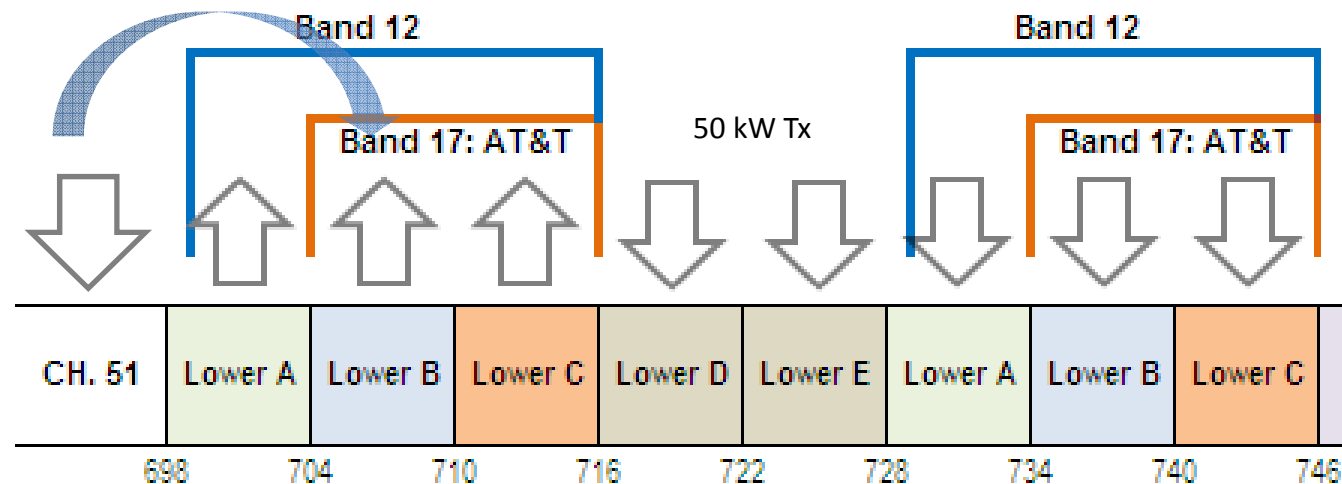 Band 12
Band 12
Band 17: AT&T
50 kW Tx
Band 17: AT&T
CH. 51
Lower A
Lower B
Lower C
Lower D
Lower E
Lower A
Lower B
Lower C
698
704
710
716
722
728
734
740
746